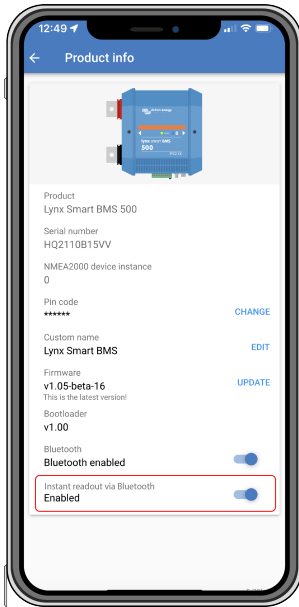 12:49
Product info
victron energy
Lynx Smart BMS
500
Product
Lynx Smart BMS 500
Serial number
HQ2110B15VV
NMEA2000 device instance
0
Pin code
****** CHANGE
Custom name
Lynx Smart BMS EDIT
Firmware
v1.05-beta-16 UPDATE
This is the latest version!
Bootloader
v1.00
Bluetooth
Bluetooth enabled
Instant readout via Bluetooth
Enabled